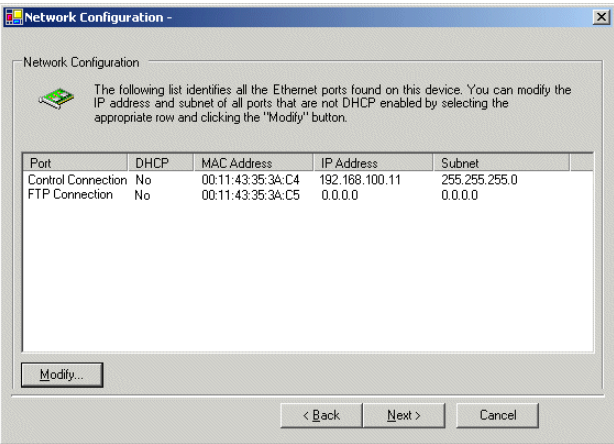 Network Configuration -
Network Configuration
The following list identifies all the Ethernet ports found on this device. You can modify the
IP address and subnet of all ports that are not DHCP enabled by selecting the
appropriate row and clicking the "Modify" button.
Port DHCP MAC Address IP Address Subnet
Control Connection No 00:11:43:35:3A:C4 192.168.100.11 255.255.255.0
FTP Connection No 00:11:43:35:3A:C5 0.0.0.0 0.0.0.0
Modify...
< Back Next > Cancel